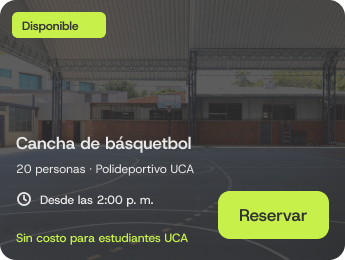 Disponible
Cancha de básquetbol
20 personas · Polideportivo UCA
Desde las 2:00 p. m.
Reservar
Sin costo para estudiantes UCA